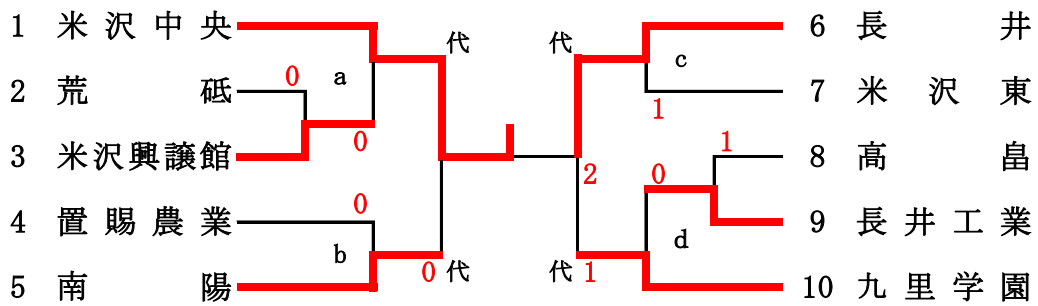 1 米沢中央
代
代
6 長井
a
c
0
2 荒砥
7 米沢東
1
0
1
3 米沢興譲館
8 高畠
2
0
0
4 置賜農業
9 長井工業
b
d
0
代
代
1
5 南陽
10 九里学園